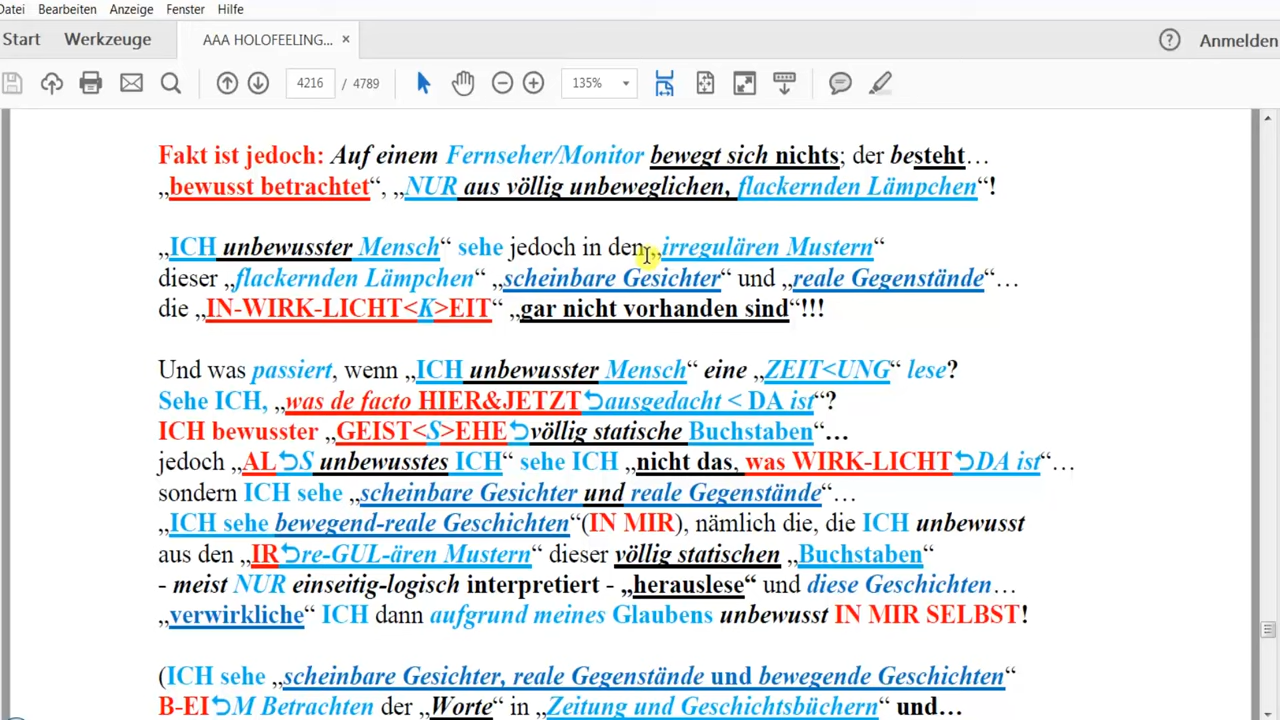 Datei Bearbeiten Anzeige Fenster Hilfe
Start Werkzeuge AAA HOLOFEELING... × Anmelden
4216 / 4789 135%
Fakt ist jedoch: Auf einem Fernseher/Monitor bewegt sich nichts; der besteht…
„bewusst betrachtet“, „NUR aus völlig unbeweglichen, flackernden Lämpchen“!
„ICH unbewusster Mensch“ sehe jedoch in den „irregulären Mustern“
dieser „flackernden Lämpchen“ „scheinbare Gesichter“ und „reale Gegenstände“…
die „IN-WIRK-LICHT<K>EIT“ „gar nicht vorhanden sind“!!!
Und was passiert, wenn „ICH unbewusster Mensch“ eine „ZEIT<UNG“ lese?
Sehe ICH, „was de facto HIER&JETZT⮌ausgedacht < DA ist“?
ICH bewusster „GEIST<S>EHE⮌völlig statische Buchstaben“…
jedoch „AL⮌S unbewusstes ICH“ sehe ICH „nicht das, was WIRK-LICHT⮌DA ist“…
sondern ICH sehe „scheinbare Gesichter und reale Gegenstände“…
„ICH sehe bewegend-reale Geschichten“(IN MIR), nämlich die, die ICH unbewusst
aus den „IR⮌re-GUL-ären Mustern“ dieser völlig statischen „Buchstaben“
- meist NUR einseitig-logisch interpretiert - „herauslese“ und diese Geschichten…
„verwirkliche“ ICH dann aufgrund meines Glaubens unbewusst IN MIR SELBST!
(ICH sehe „scheinbare Gesichter, reale Gegenstände und bewegende Geschichten“
B-EI⮌M Betrachten der „Worte“ in „Zeitung und Geschichtsbüchern“ und…